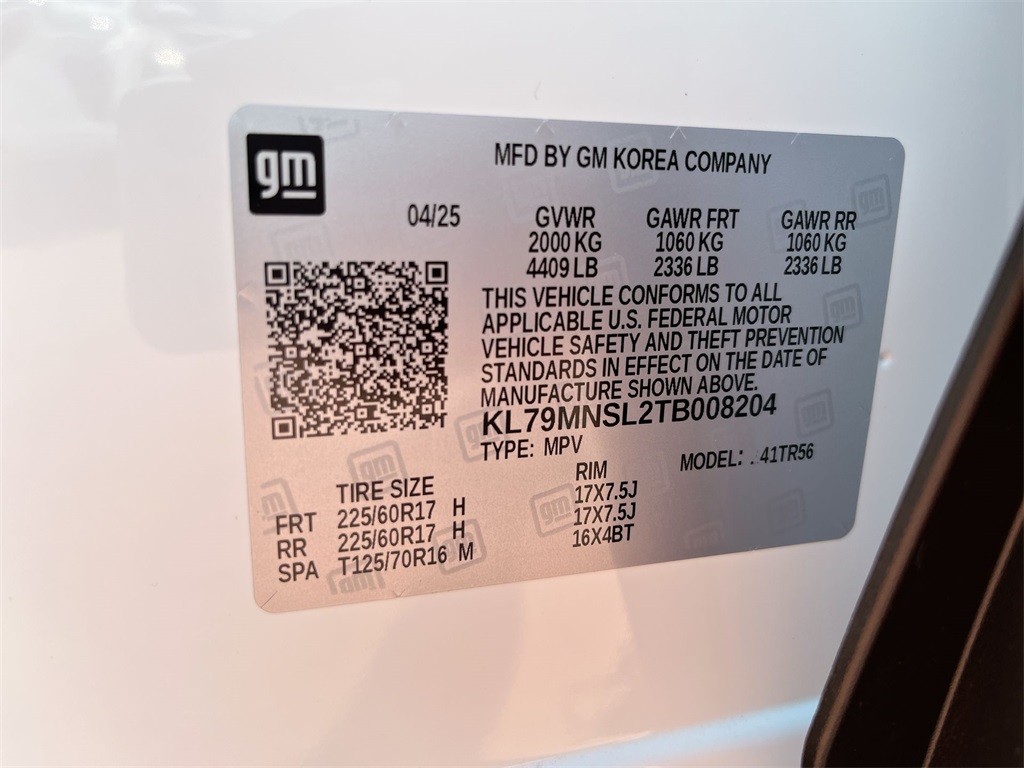 gm
MFD BY GM KOREA COMPANY
04/25 GVWR GAWR FRT GAWR RR
2000 KG 1060 KG 1060 KG
4409 LB 2336 LB 2336 LB
THIS VEHICLE CONFORMS TO ALL
APPLICABLE U.S. FEDERAL MOTOR
VEHICLE SAFETY AND THEFT PREVENTION
STANDARDS IN EFFECT ON THE DATE OF
MANUFACTURE SHOWN ABOVE.
KL79MNSL2TB008204
TYPE: MPV MODEL: 41TR56
TIRE SIZE RIM
FRT 225/60R17 H 17X7.5J
RR 225/60R17 H 17X7.5J
SPA T125/70R16 M 16X4BT